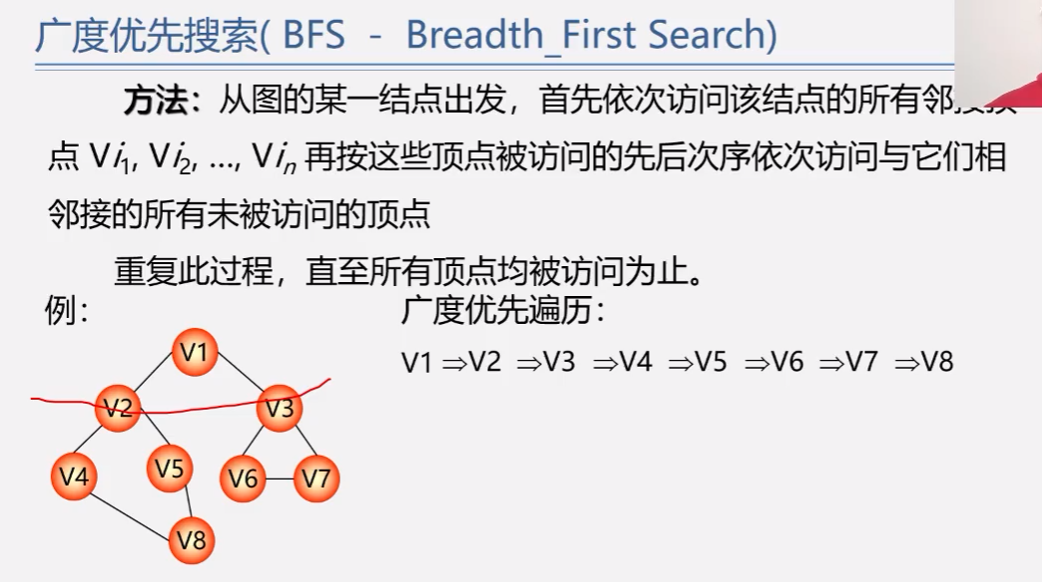 广度优先搜索( BFS - Breadth_First Search)
方法：从图的某一结点出发，首先依次访问该结点的所有邻接顶
点 Vi1, Vi2, …, Vin 再按这些顶点被访问的先后次序依次访问与它们相
邻接的所有未被访问的顶点
重复此过程，直至所有顶点均被访问为止。
例：
广度优先遍历：
V1 ⇒V2 ⇒V3 ⇒V4 ⇒V5 ⇒V6 ⇒V7 ⇒V8
V1
V2 V3
V4 V5 V6 V7
V8